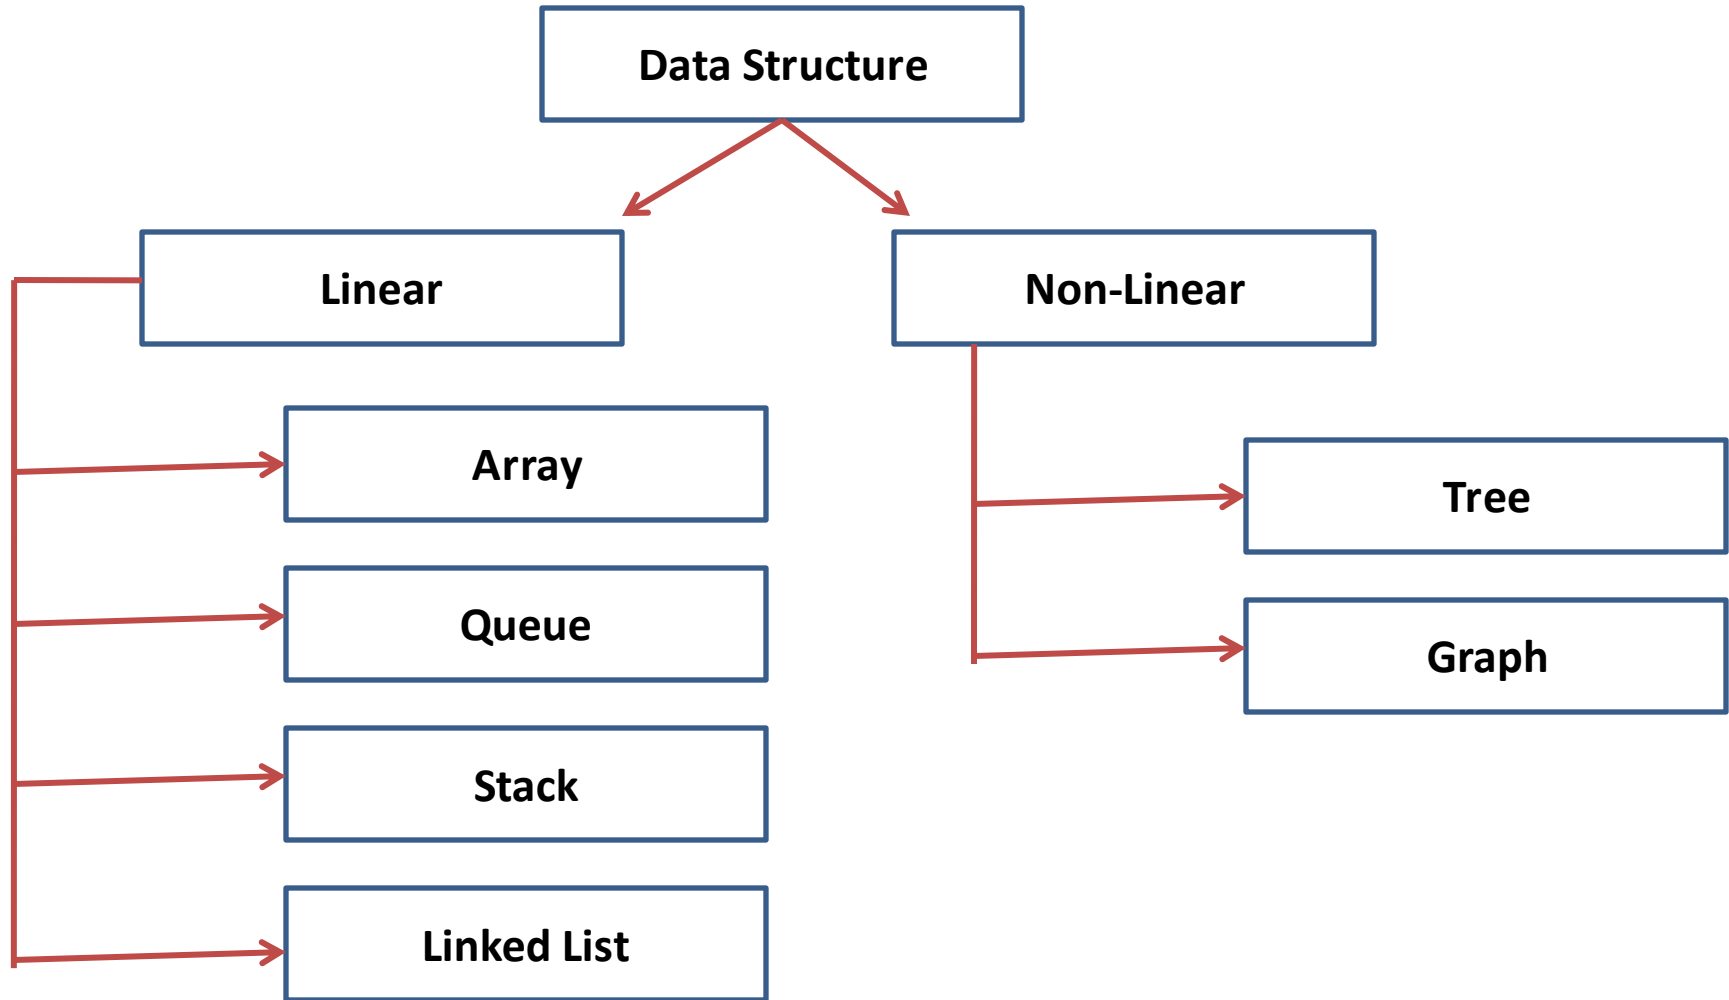 Data Structure
Linear
Non-Linear
Array
Queue
Stack
Linked List
Tree
Graph